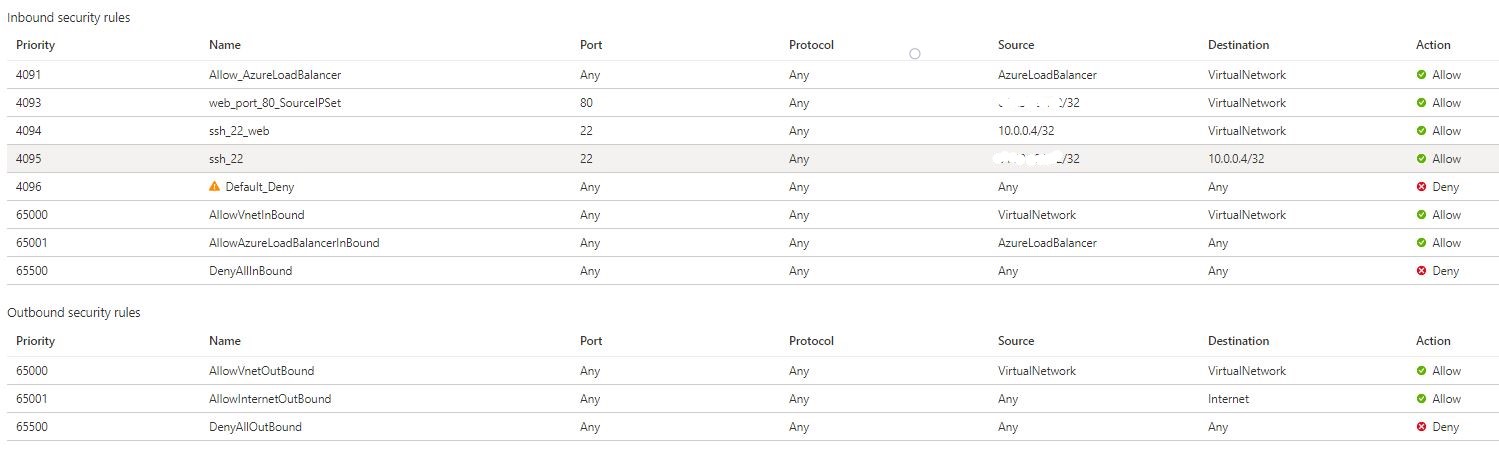 Inbound security rules
Priority Name Port Protocol Source Destination Action
4091 Allow_AzureLoadBalancer Any Any AzureLoadBalancer VirtualNetwork Allow
4093 web_port_80_SourceIPSet 80 Any /32 VirtualNetwork Allow
4094 ssh_22_web 22 Any 10.0.0.4/32 VirtualNetwork Allow
4095 ssh_22 22 Any /32 10.0.0.4/32 Allow
4096 Default_Deny Any Any Any Any Deny
65000 AllowVnetInBound Any Any VirtualNetwork VirtualNetwork Allow
65001 AllowAzureLoadBalancerInBound Any Any AzureLoadBalancer Any Allow
65500 DenyAllInBound Any Any Any Any Deny
Outbound security rules
Priority Name Port Protocol Source Destination Action
65000 AllowVnetOutBound Any Any VirtualNetwork VirtualNetwork Allow
65001 AllowInternetOutBound Any Any Any Internet Allow
65500 DenyAllOutBound Any Any Any Any Deny